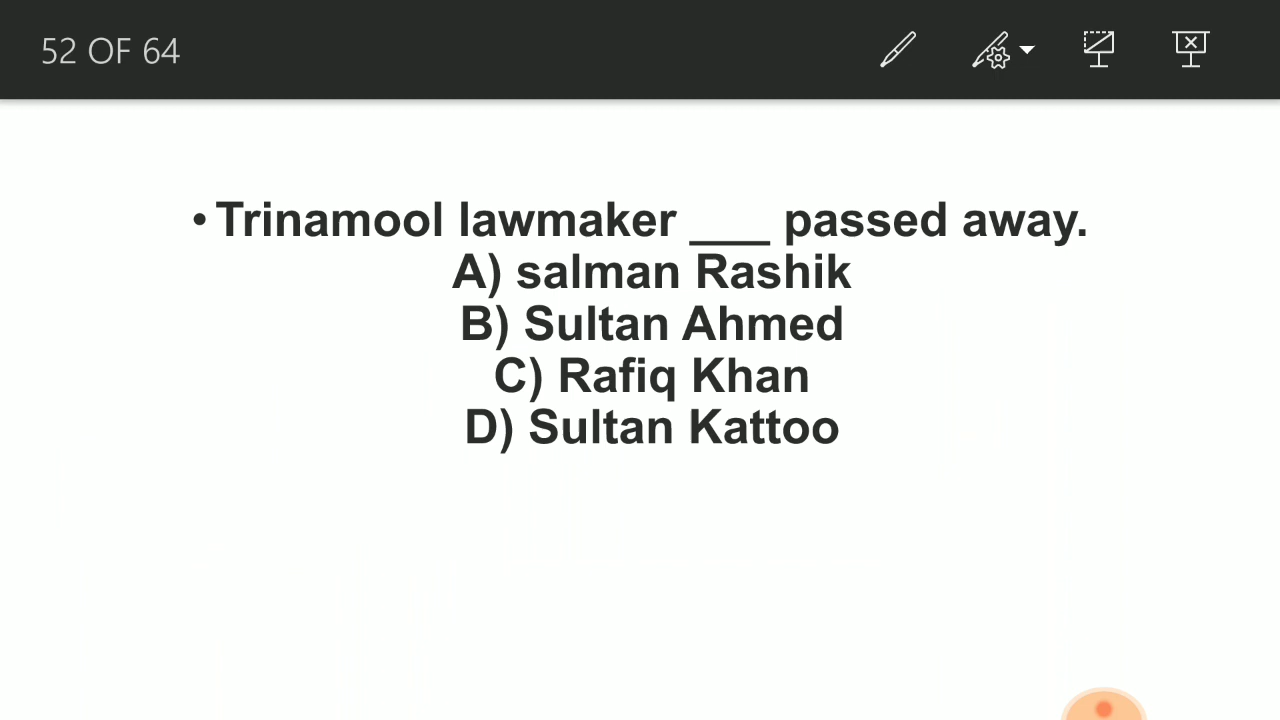 52 OF 64
• Trinamool lawmaker ___ passed away.
A) salman Rashik
B) Sultan Ahmed
C) Rafiq Khan
D) Sultan Kattoo